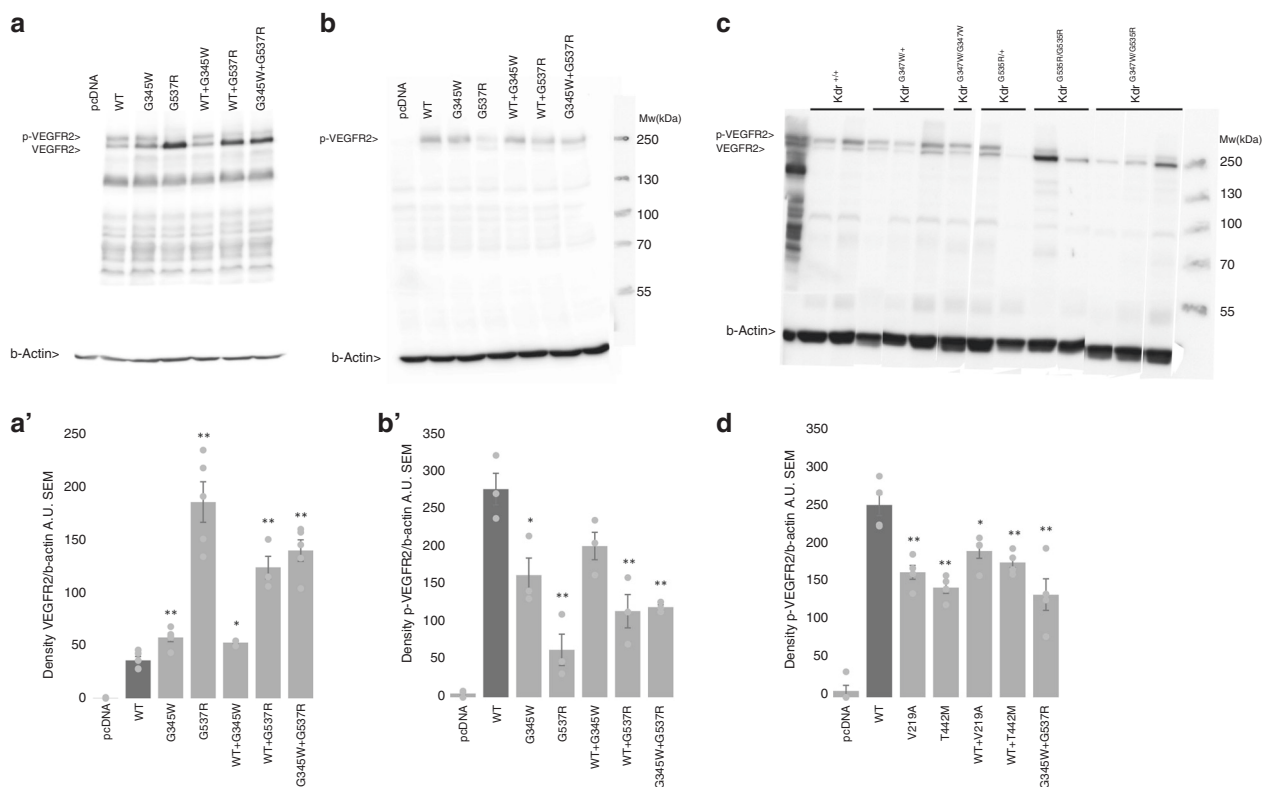 a
pcDNA
WT
G345W
G537R
WT+G345W
WT+G537R
G345W+G537R
p-VEGFR2>
VEGFR2>
b-Actin>
b
pcDNA
WT
G345W
G537R
WT+G345W
WT+G537R
G345W+G537R
p-VEGFR2>
Mw(kDa)
250
130
100
70
55
b-Actin>
c
Kdr +/+
Kdr G347W/+
Kdr G347W/G347W
Kdr G535R/+
Kdr G535R/G535R
Kdr G347W/G535R
p-VEGFR2>
VEGFR2>
Mw(kDa)
250
130
100
70
55
b-Actin>
a'
Density VEGFR2/b-actin A.U. SEM
250
200
150
100
50
0
**
**
*
**
**
pcDNA
WT
G345W
G537R
WT+G345W
WT+G537R
G345W+G537R
b'
Density p-VEGFR2/b-actin A.U. SEM
350
300
250
200
150
100
50
0
*
**
**
**
pcDNA
WT
G345W
G537R
WT+G345W
WT+G537R
G345W+G537R
d
Density p-VEGFR2/b-actin A.U. SEM
350
300
250
200
150
100
50
0
**
**
*
**
**
pcDNA
WT
V219A
T442M
WT+V219A
WT+T442M
G345W+G537R